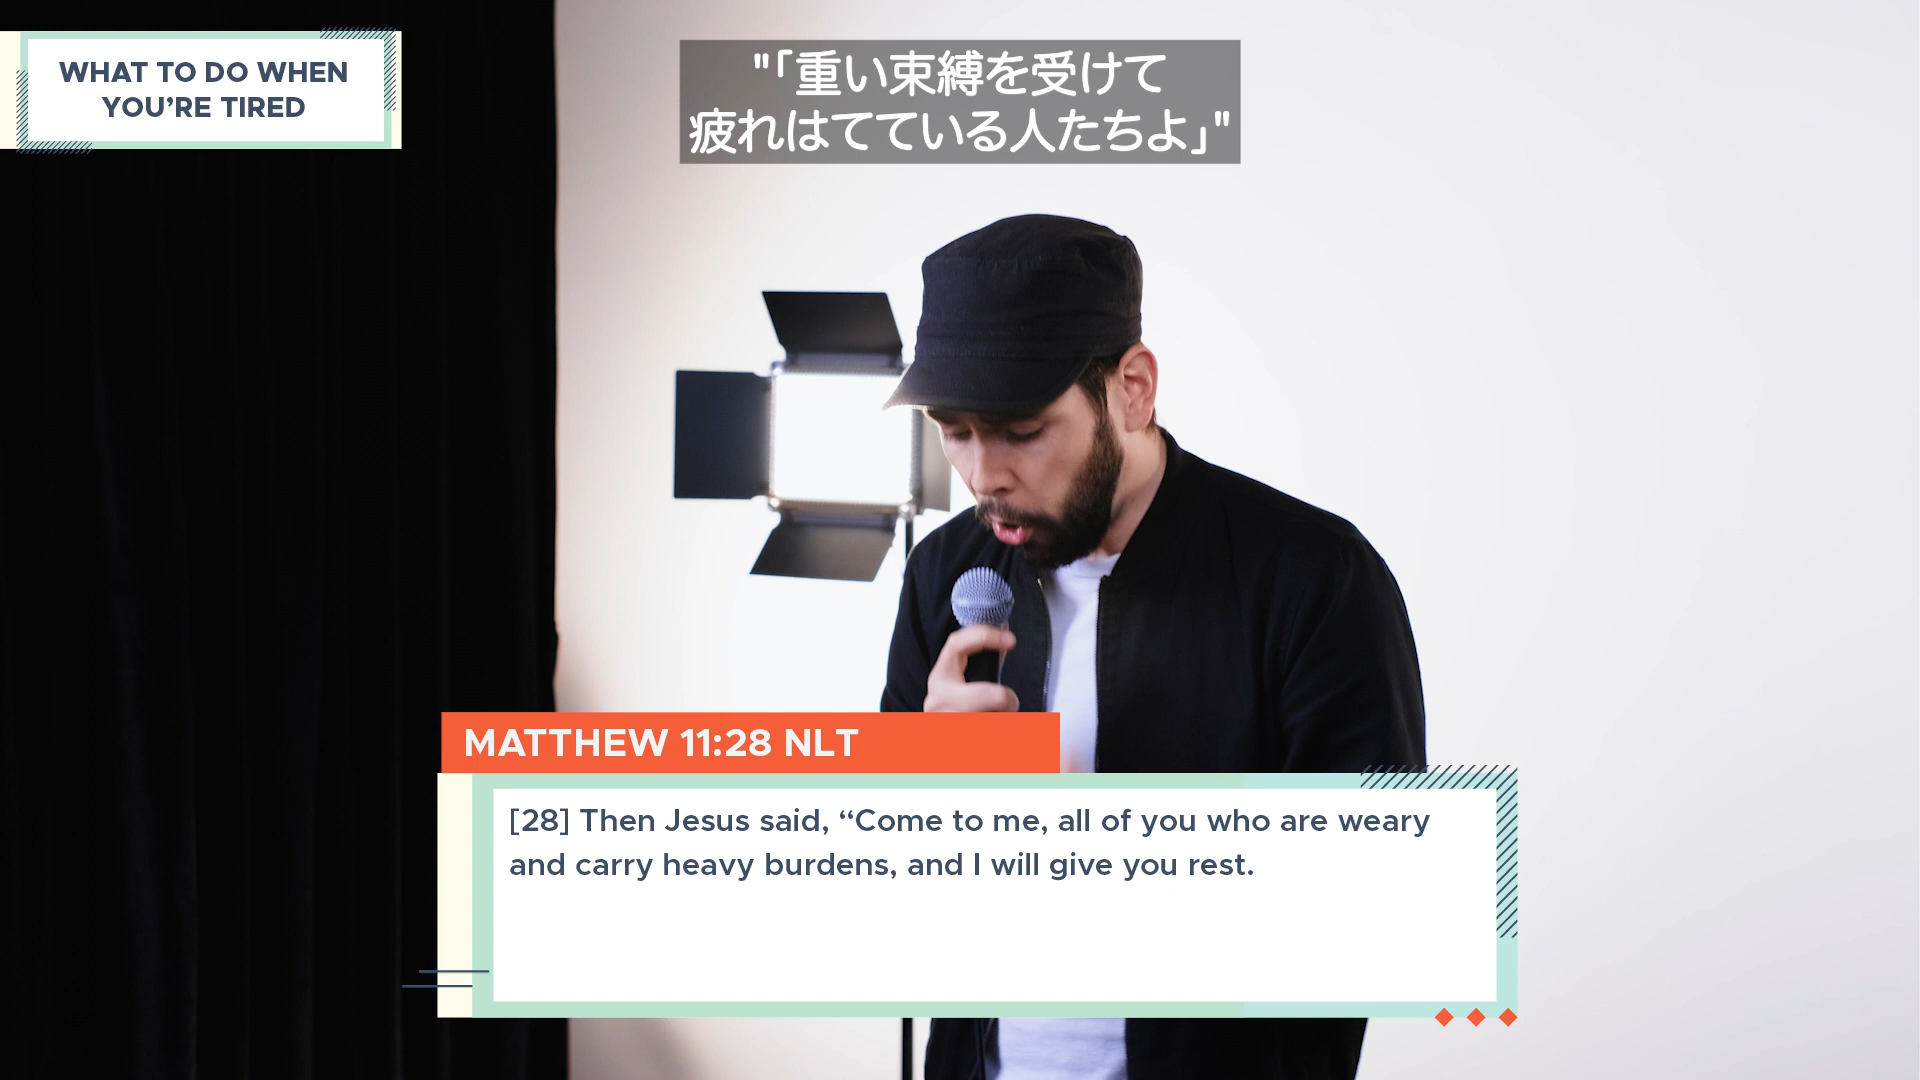 WHAT TO DO WHEN
YOU’RE TIRED
"「重い束縛を受けて
疲れはてている人たちよ」"
MATTHEW 11:28 NLT
[28] Then Jesus said, “Come to me, all of you who are weary
and carry heavy burdens, and I will give you rest.